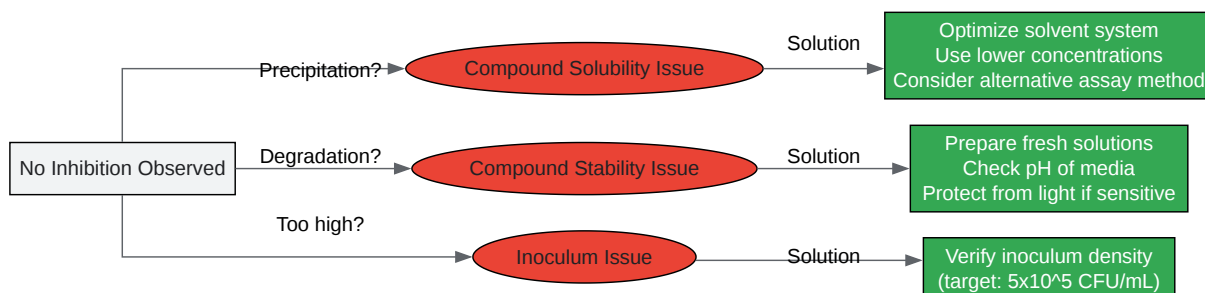 Precipitation?
Compound Solubility Issue
Solution
Optimize solvent system
Use lower concentrations
Consider alternative assay method
No Inhibition Observed
Degradation?
Compound Stability Issue
Solution
Prepare fresh solutions
Check pH of media
Protect from light if sensitive
Too high?
Inoculum Issue
Solution
Verify inoculum density
(target: 5x10^5 CFU/mL)